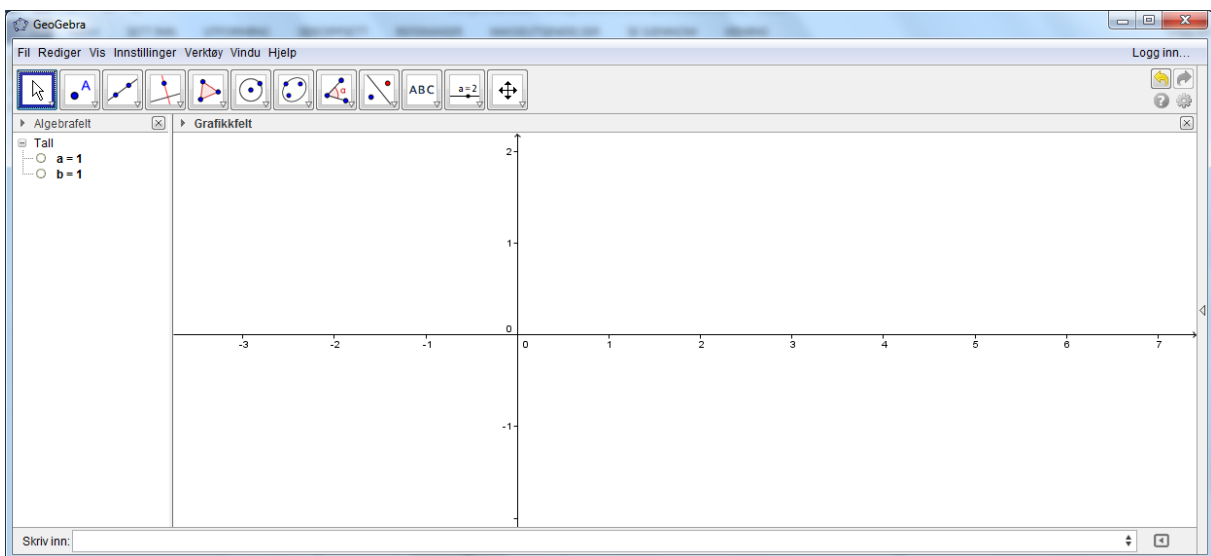 GeoGebra
Fil Rediger Vis Innstillinger Verktøy Vindu Hjelp
Logg inn...
A
α
ABC
a=2
Algebrafelt
Grafikkfelt
Tall
a = 1
b = 1
2
1
0
-3 -2 -1 0 1 2 3 4 5 6 7
-1
Skriv inn: